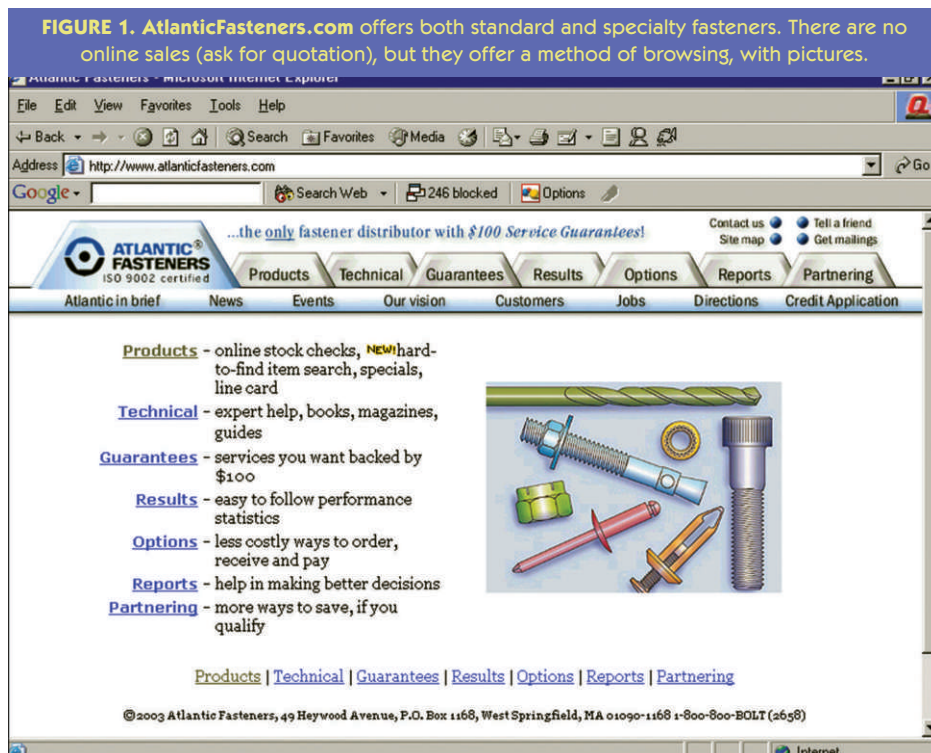 FIGURE 1. AtlanticFasteners.com offers both standard and specialty fasteners. There are no
online sales (ask for quotation), but they offer a method of browsing, with pictures.
Atlantic Fasteners - Microsoft Internet Explorer
File Edit View Favorites Tools Help
Back Search Favorites Media
Address http://www.atlanticfasteners.com Go
Google Search Web 246 blocked Options
...the only fastener distributor with $100 Service Guarantees!
Contact us Tell a friend
Site map Get mailings
ATLANTIC®
FASTENERS
ISO 9002 certified
Products Technical Guarantees Results Options Reports Partnering
Atlantic in brief News Events Our vision Customers Jobs Directions Credit Application
Products - online stock checks, NEW! hard-
to-find item search, specials,
line card
Technical - expert help, books, magazines,
guides
Guarantees - services you want backed by
$100
Results - easy to follow performance
statistics
Options - less costly ways to order,
receive and pay
Reports - help in making better decisions
Partnering - more ways to save, if you
qualify
Products | Technical | Guarantees | Results | Options | Reports | Partnering
©2003 Atlantic Fasteners, 49 Heywood Avenue, P.O. Box 1168, West Springfield, MA 01090-1168 1-800-800-BOLT (2658)
Internet